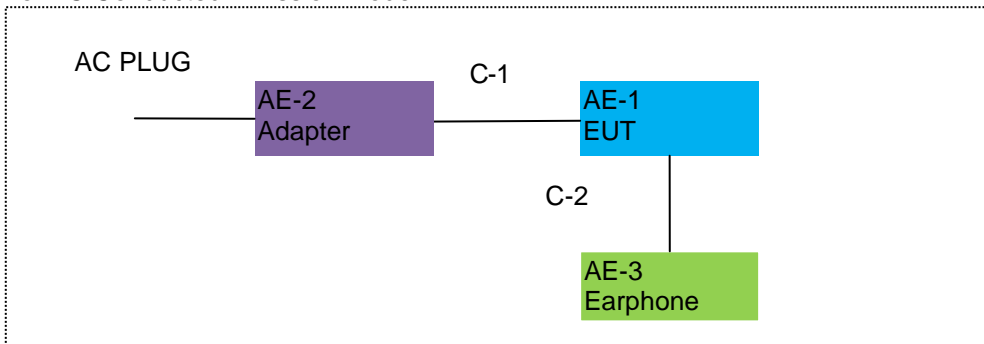 AC PLUG
C-1
AE-2
Adapter
AE-1
EUT
C-2
AE-3
Earphone